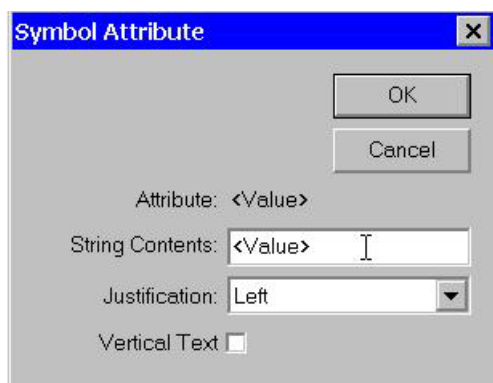 Symbol Attribute
OK
Cancel
Attribute: <Value>
String Contents: <Value>
Justification: Left
Vertical Text